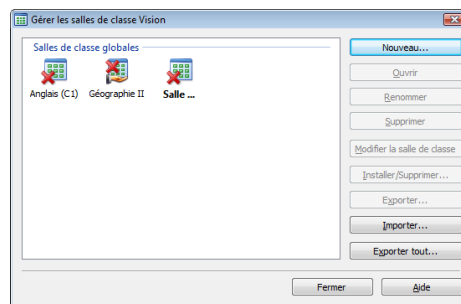 Gérer les salles de classe Vision
Salles de classe globales
Anglais (C1) Géographie II Salle ...
Nouveau...
Ouvrir
Renommer
Supprimer
Modifier la salle de classe
Installer/Supprimer...
Exporter...
Importer...
Exporter tout...
Fermer Aide